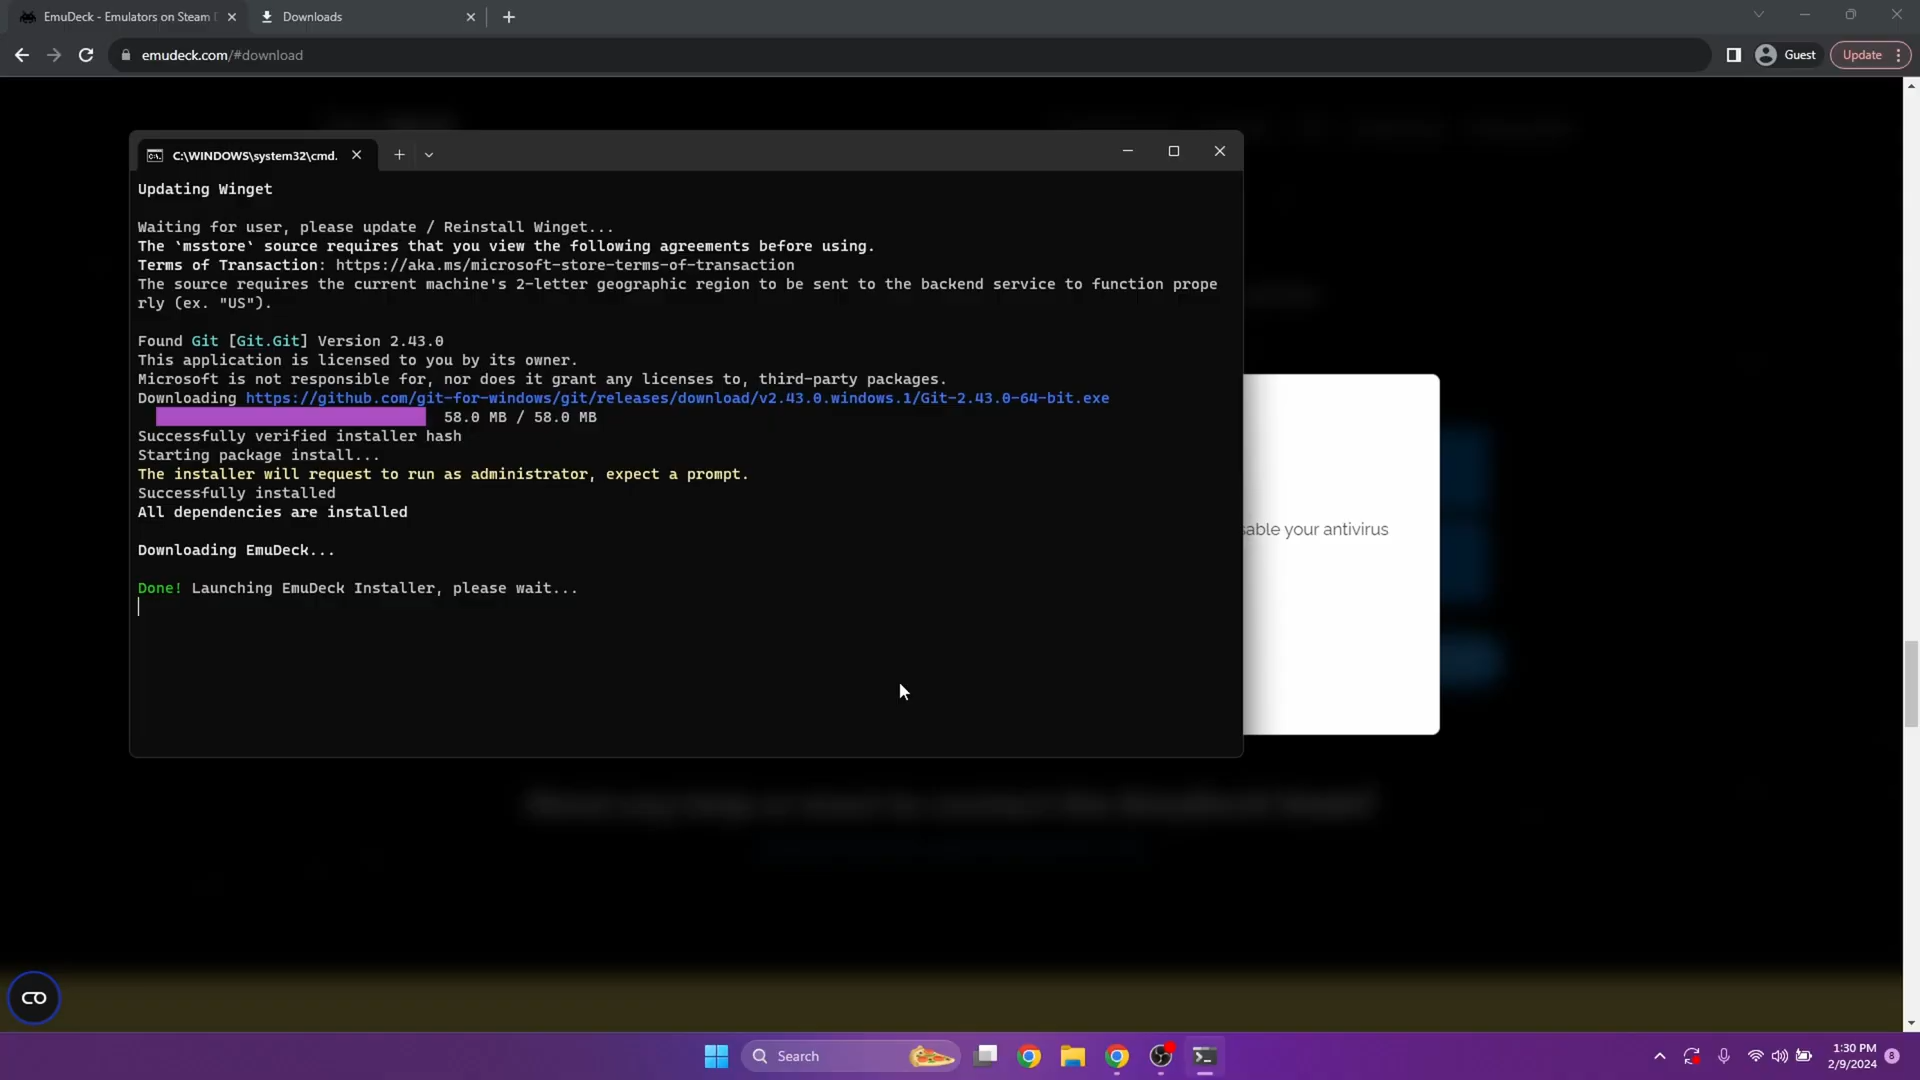 EmuDeck - Emulators on Steam
Downloads
emudeck.com/#download
Guest
Update
C:\WINDOWS\system32\cmd.
Updating Winget
Waiting for user, please update / Reinstall Winget...
The `msstore` source requires that you view the following agreements before using.
Terms of Transaction: https://aka.ms/microsoft-store-terms-of-transaction
The source requires the current machine's 2-letter geographic region to be sent to the backend service to function prope
rly (ex. "US").
Found Git [Git.Git] Version 2.43.0
This application is licensed to you by its owner.
Microsoft is not responsible for, nor does it grant any licenses to, third-party packages.
Downloading https://github.com/git-for-windows/git/releases/download/v2.43.0.windows.1/Git-2.43.0-64-bit.exe
58.0 MB / 58.0 MB
Successfully verified installer hash
Starting package install...
The installer will request to run as administrator, expect a prompt.
Successfully installed
All dependencies are installed
Downloading EmuDeck...
Done! Launching EmuDeck Installer, please wait...
sable your antivirus
Search
1:30 PM
2/9/2024
8